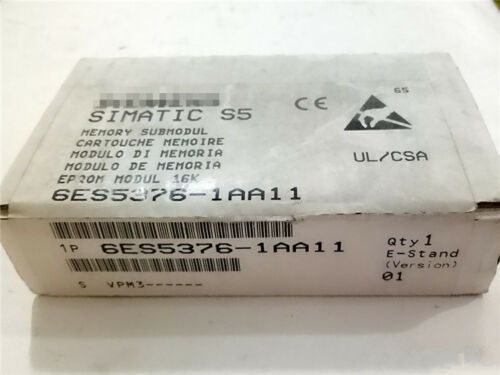 SIMATIC S5
MEMORY SUBMODUL
CARTOUCHE MEMOIRE
MODULO DI MEMORIA
MODULO DE MEMORIA
EPROM MODUL 16K
6ES5376-1AA11
CE
65
UL/CSA
1P 6ES5376-1AA11
S VPM3------
Qty 1
E-Stand
(Version)
01